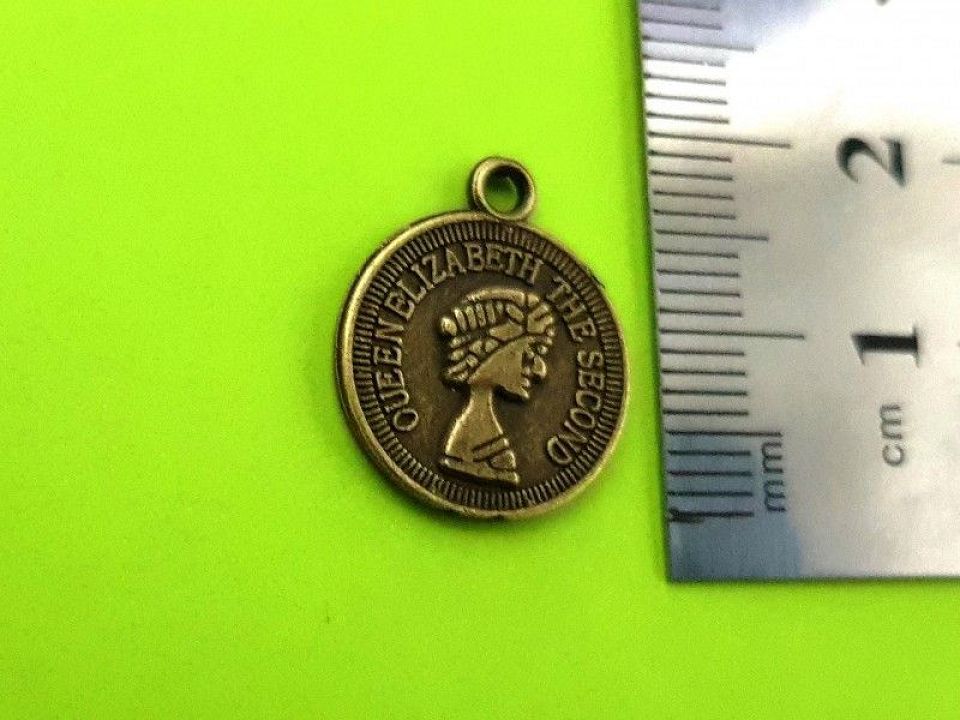 QUEEN ELIZABETH THE SECOND
2
1
cm
mm